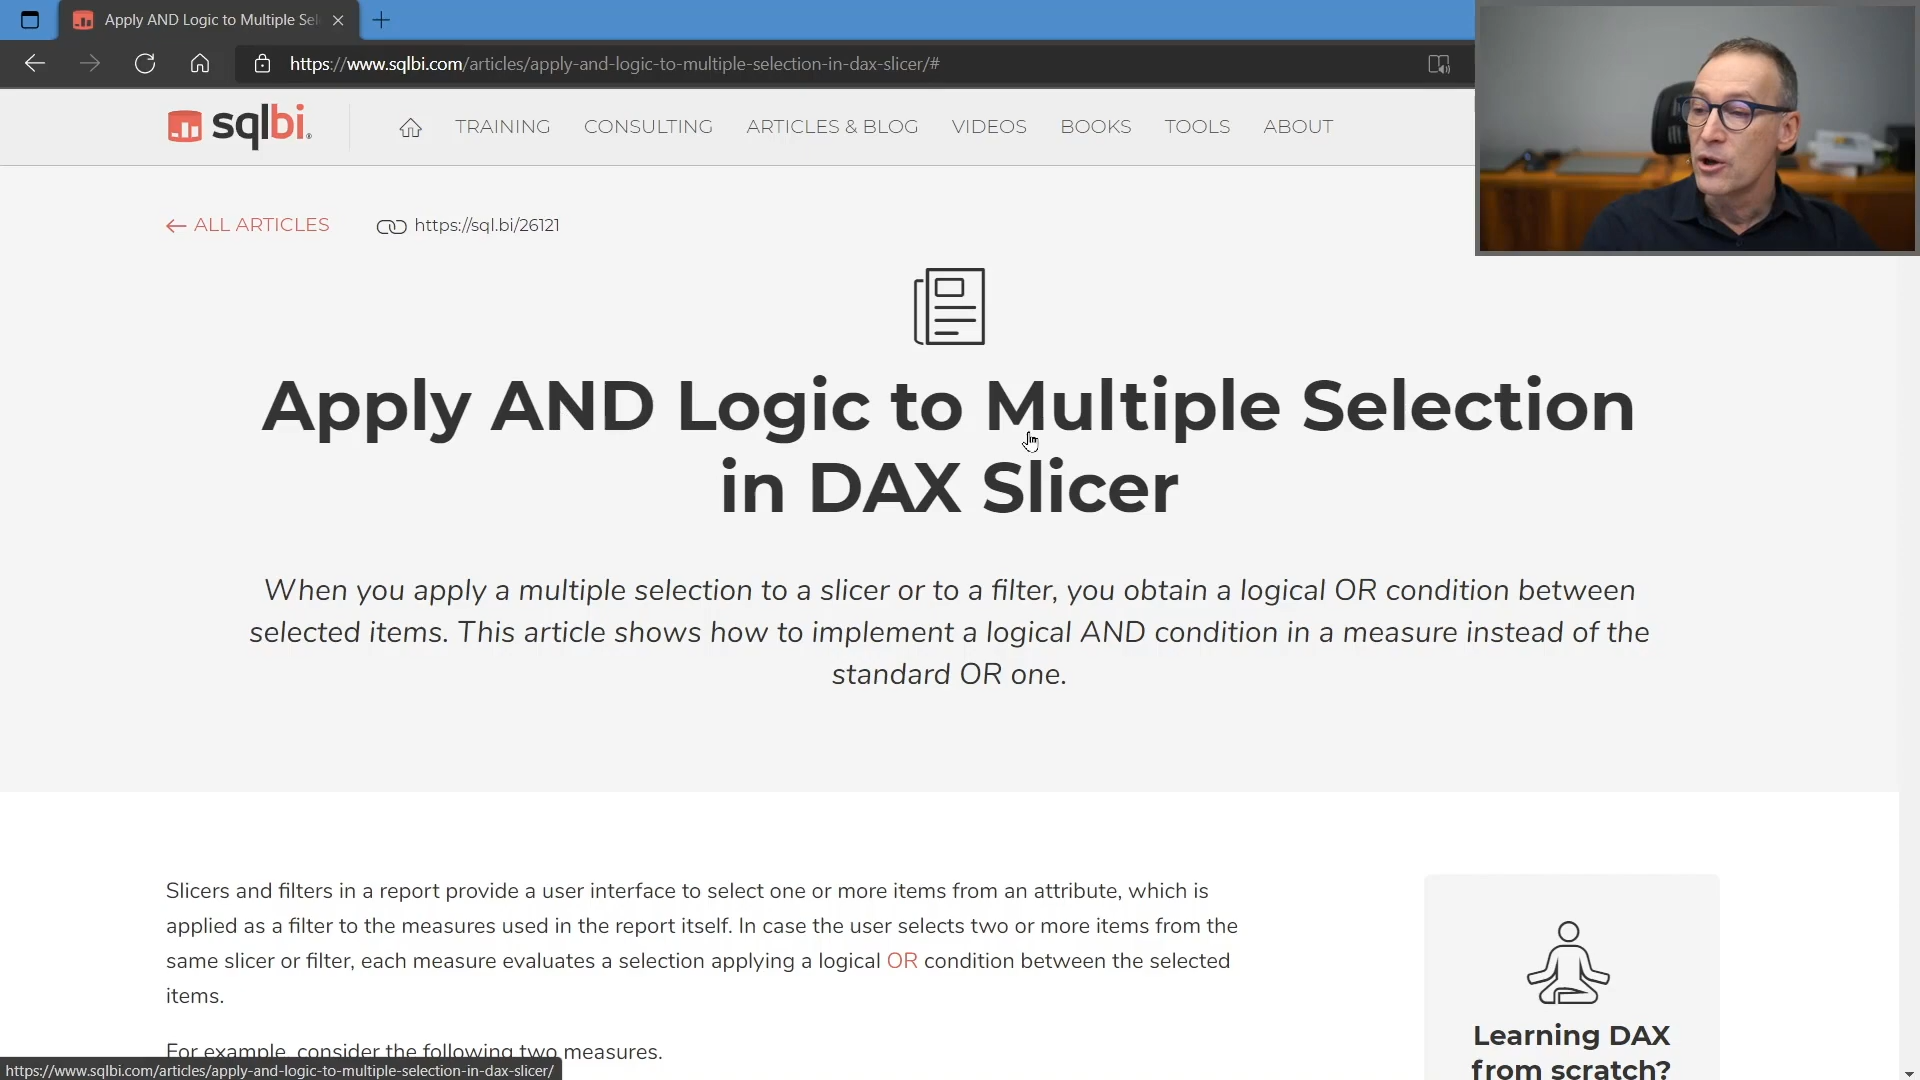 Apply AND Logic to Multiple Sel
https://www.sqlbi.com/articles/apply-and-logic-to-multiple-selection-in-dax-slicer/#
sqlbi.
TRAINING CONSULTING ARTICLES & BLOG VIDEOS BOOKS TOOLS ABOUT
← ALL ARTICLES https://sql.bi/26121
Apply AND Logic to Multiple Selection
in DAX Slicer
When you apply a multiple selection to a slicer or to a filter, you obtain a logical OR condition between
selected items. This article shows how to implement a logical AND condition in a measure instead of the
standard OR one.
Slicers and filters in a report provide a user interface to select one or more items from an attribute, which is
applied as a filter to the measures used in the report itself. In case the user selects two or more items from the
same slicer or filter, each measure evaluates a selection applying a logical OR condition between the selected
items.
For example, consider the following two measures.
Learning DAX
from scratch?
https://www.sqlbi.com/articles/apply-and-logic-to-multiple-selection-in-dax-slicer/